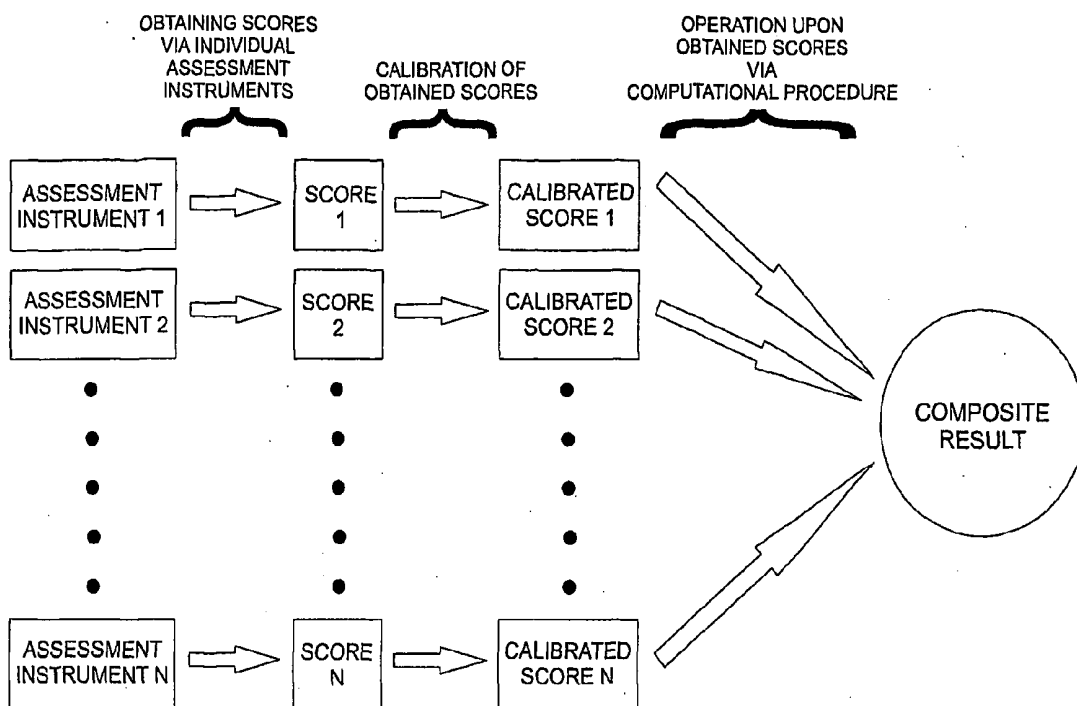 OBTAINING SCORES
VIA INDIVIDUAL
ASSESSMENT
INSTRUMENTS
CALIBRATION OF
OBTAINED SCORES
OPERATION UPON
OBTAINED SCORES
VIA
COMPUTATIONAL PROCEDURE
ASSESSMENT
INSTRUMENT 1
SCORE
1
CALIBRATED
SCORE 1
ASSESSMENT
INSTRUMENT 2
SCORE
2
CALIBRATED
SCORE 2
COMPOSITE
RESULT
ASSESSMENT
INSTRUMENT N
SCORE
N
CALIBRATED
SCORE N